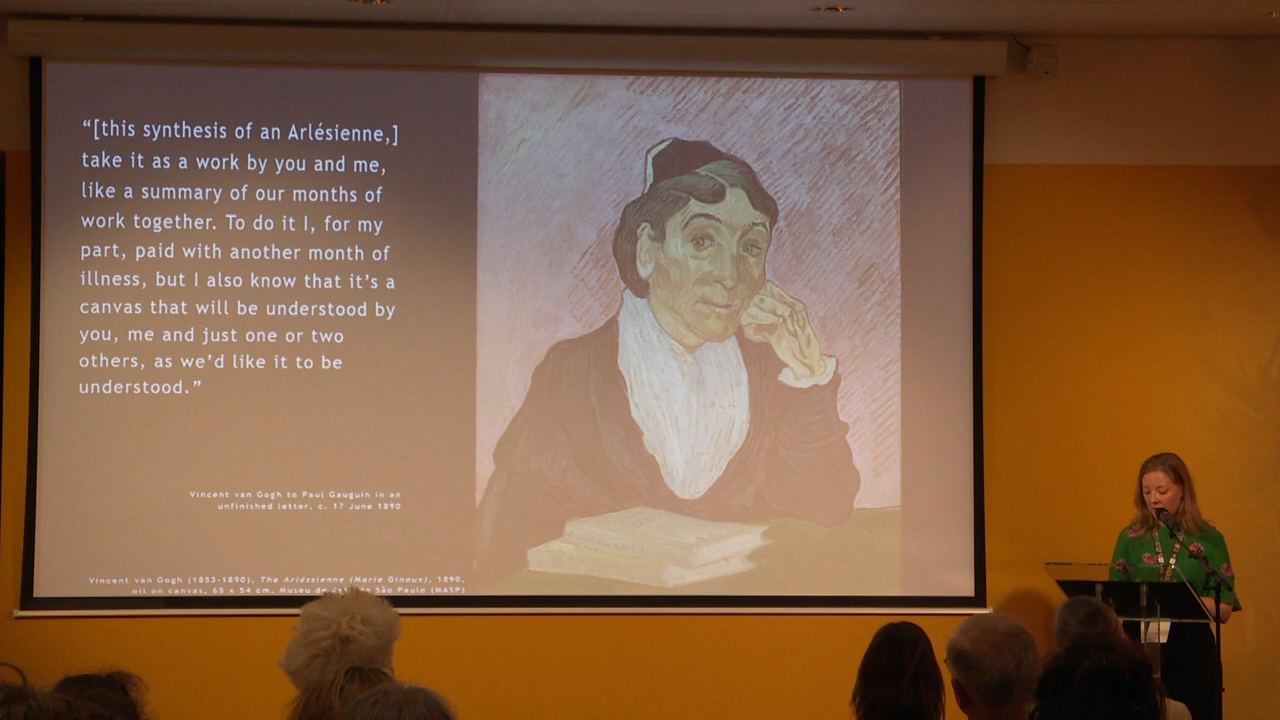 “[this synthesis of an Arlésienne,]
take it as a work by you and me,
like a summary of our months of
work together. To do it I, for my
part, paid with another month of
illness, but I also know that it’s a
canvas that will be understood by
you, me and just one or two
others, as we’d like it to be
understood.”
Vincent van Gogh to Paul Gauguin in an
unfinished letter, c. 17 June 1890
Vincent van Gogh (1853-1890), The Arlézsienne (Marie Ginoux), 1890,
oil on canvas, 65 x 54 cm, Museu de São Paulo (MASP)